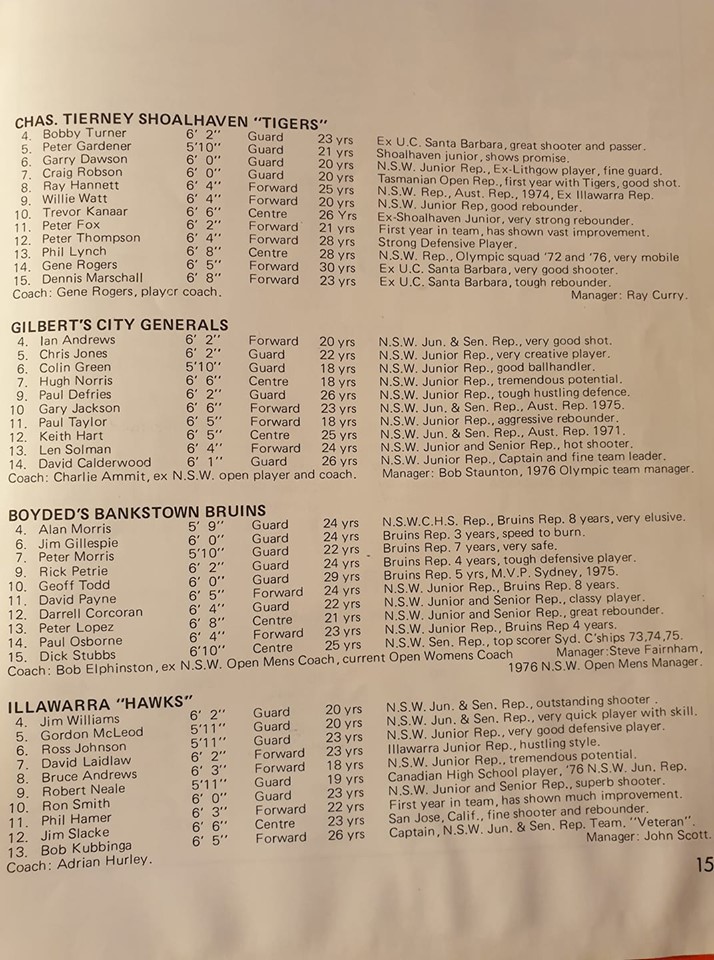 CHAS. TIERNEY SHOALHAVEN "TIGERS"
4. Bobby Turner 6' 2" Guard 23 yrs Ex U.C. Santa Barbara, great shooter and passer.
5. Peter Gardener 5'10" Guard 21 yrs Shoalhaven junior, shows promise.
6. Garry Dawson 6' 0" Guard 20 yrs N.S.W. Junior Rep., Ex-Lithgow player, fine guard.
7. Craig Robson 6' 0" Guard 20 yrs Tasmanian Open Rep., first year with Tigers, good shot.
8. Ray Hannett 6' 4" Forward 25 yrs N.S.W. Rep., Aust. Rep., 1974, Ex Illawarra Rep.
9. Willie Watt 6' 4" Forward 20 yrs N.S.W. Junior Rep, good rebounder.
10. Trevor Kanaar 6' 6" Centre 26 Yrs Ex-Shoalhaven Junior, very strong rebounder.
11. Peter Fox 6' 2" Forward 21 yrs First year in team, has shown vast improvement.
12. Peter Thompson 6' 4" Forward 28 yrs Strong Defensive Player.
13. Phil Lynch 6' 8" Centre 28 yrs N.S.W. Rep., Olympic squad '72 and '76, very mobile
14. Gene Rogers 6' 5" Forward 30 yrs Ex U.C. Santa Barbara, very good shooter.
15. Dennis Marschall 6' 8" Forward 23 yrs Ex U.C. Santa Barbara, tough rebounder.
Coach: Gene Rogers, player coach. Manager: Ray Curry.
GILBERT'S CITY GENERALS
4. Ian Andrews 6' 2" Forward 20 yrs N.S.W. Jun. & Sen. Rep., very good shot.
5. Chris Jones 6' 2" Guard 22 yrs N.S.W. Junior Rep., very creative player.
6. Colin Green 5'10" Guard 18 yrs N.S.W. Junior Rep., good ballhandler.
7. Hugh Norris 6' 6" Centre 18 yrs N.S.W. Junior Rep., tremendous potential.
9. Paul Defries 6' 2" Guard 26 yrs N.S.W. Junior Rep., tough hustling defence.
10 Gary Jackson 6' 6" Forward 23 yrs N.S.W. Jun. & Sen. Rep., Aust. Rep. 1975.
11. Paul Taylor 6' 5" Forward 18 yrs N.S.W. Junior Rep., aggressive rebounder.
12. Keith Hart 6' 5" Centre 25 yrs N.S.W. Jun. & Sen. Rep., Aust. Rep. 1971.
13. Len Solman 6' 4" Forward 24 yrs N.S.W. Junior and Senior Rep., hot shooter.
14. David Calderwood 6' 1" Guard 26 yrs N.S.W. Junior Rep., Captain and fine team leader.
Coach: Charlie Ammit, ex N.S.W. open player and coach. Manager: Bob Staunton, 1976 Olympic team manager.
BOYDED'S BANKSTOWN BRUINS
4. Alan Morris 5' 9" Guard 24 yrs N.S.W.C.H.S. Rep., Bruins Rep. 8 years, very elusive.
6. Jim Gillespie 6' 0" Guard 24 yrs Bruins Rep. 3 years, speed to burn.
7. Peter Morris 5'10" Guard 22 yrs Bruins Rep. 7 years, very safe.
9. Rick Petrie 6' 2" Guard 24 yrs Bruins Rep. 4 years, tough defensive player.
10. Geoff Todd 6' 0" Guard 29 yrs Bruins Rep. 5 yrs, M.V.P. Sydney, 1975.
11. David Payne 6' 5" Forward 24 yrs N.S.W. Junior Rep., Bruins Rep. 8 years.
12. Darrell Corcoran 6' 4" Guard 22 yrs N.S.W. Junior and Senior Rep., classy player.
13. Peter Lopez 6' 8" Centre 21 yrs N.S.W. Junior and Senior Rep., great rebounder.
14. Paul Osborne 6' 4" Forward 23 yrs N.S.W. Junior Rep., Bruins Rep 4 years.
15. Dick Stubbs 6'10" Centre 25 yrs N.S.W. Sen. Rep., top scorer Syd. C'ships 73,74,75.
Coach: Bob Elphinston, ex N.S.W. Open Mens Coach, current Open Womens Coach Manager:Steve Fairnham,
1976 N.S.W. Open Mens Manager.
ILLAWARRA "HAWKS"
4. Jim Williams 6' 2" Guard 20 yrs N.S.W. Jun. & Sen. Rep., outstanding shooter .
5. Gordon McLeod 5'11" Guard 20 yrs N.S.W. Jun. & Sen. Rep., very quick player with skill.
6. Ross Johnson 5'11" Guard 23 yrs N.S.W. Junior Rep., very good defensive player.
7. David Laidlaw 6' 2" Forward 23 yrs Illawarra Junior Rep., hustling style.
8. Bruce Andrews 6' 3" Forward 18 yrs N.S.W. Junior Rep., tremendous potential.
9. Robert Neale 5'11" Guard 19 yrs Canadian High School player, '76 N.S.W. Jun. Rep.
10. Ron Smith 6' 0" Guard 23 yrs N.S.W. Junior and Senior Rep., superb shooter.
11. Phil Hamer 6' 3" Forward 22 yrs First year in team, has shown much improvement.
12. Jim Slacke 6' 6" Centre 23 yrs San Jose, Calif., fine shooter and rebounder.
13. Bob Kubbinga 6' 5" Forward 26 yrs Captain, N.S.W. Jun. & Sen. Rep. Team, "Veteran".
Coach: Adrian Hurley. Manager: John Scott.
15